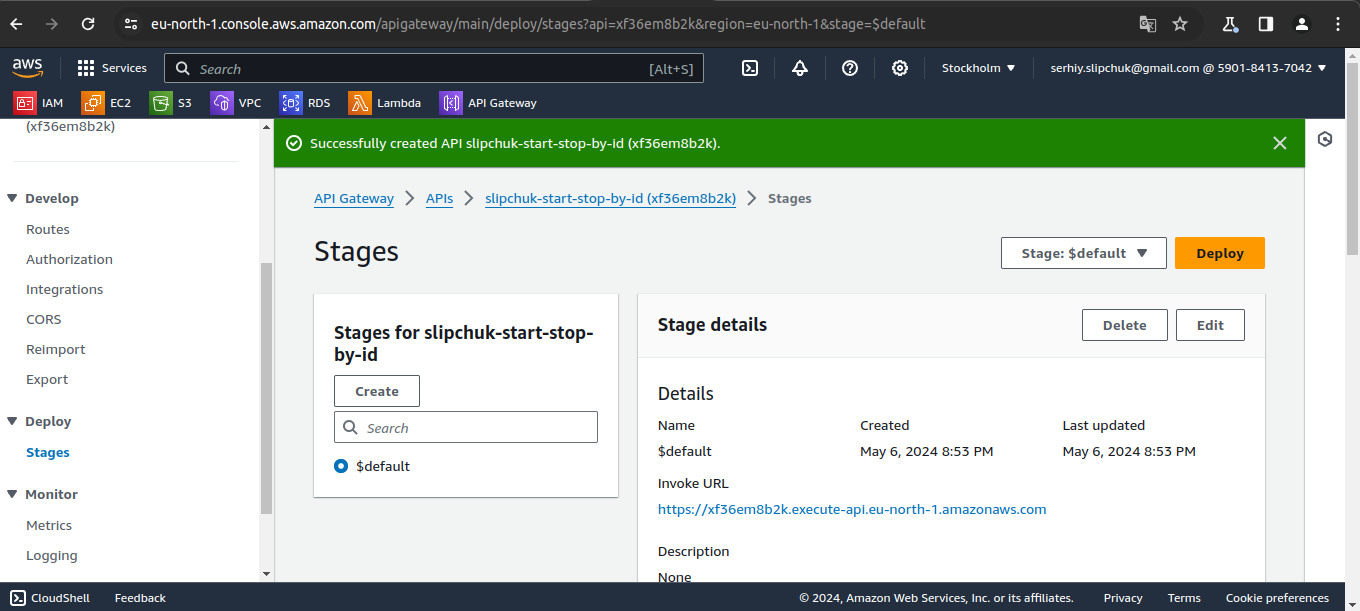 eu-north-1.console.aws.amazon.com/apigateway/main/deploy/stages?api=xf36em8b2k&region=eu-north-1&stage=$default
aws
Services
Search
[Alt+S]
Stockholm
serhiy.slipchuk@gmail.com @ 5901-8413-7042
IAM
EC2
S3
VPC
RDS
Lambda
API Gateway
(xf36em8b2k)
Develop
Routes
Authorization
Integrations
CORS
Reimport
Export
Deploy
Stages
Monitor
Metrics
Logging
Successfully created API slipchuk-start-stop-by-id (xf36em8b2k).
API Gateway
APIs
slipchuk-start-stop-by-id (xf36em8b2k)
Stages
Stages
Stage: $default
Deploy
Stages for slipchuk-start-stop-
by-id
Create
Search
$default
Stage details
Delete
Edit
Details
Name
Created
Last updated
$default
May 6, 2024 8:53 PM
May 6, 2024 8:53 PM
Invoke URL
https://xf36em8b2k.execute-api.eu-north-1.amazonaws.com
Description
None
CloudShell
Feedback
© 2024, Amazon Web Services, Inc. or its affiliates.
Privacy
Terms
Cookie preferences